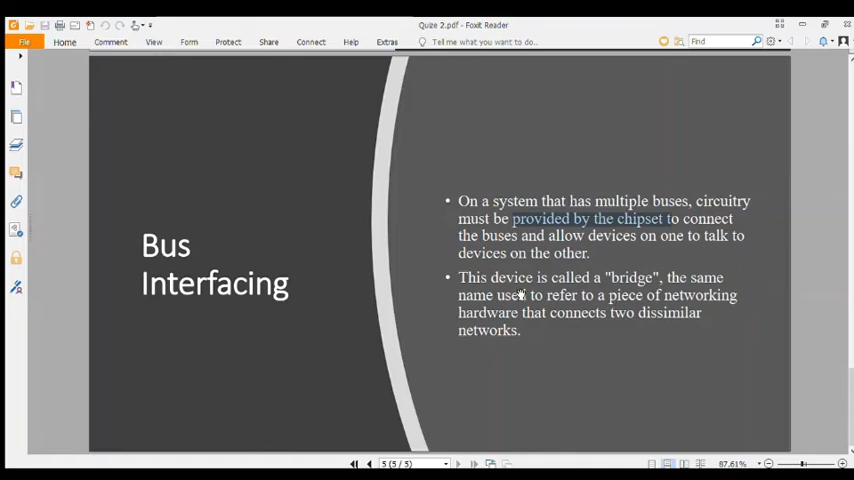 Quize 2.pdf - Foxit Reader
File Home Comment View Form Protect Share Connect Help Extras Tell me what you want to do.. Find
Bus
Interfacing
• On a system that has multiple buses, circuitry
must be provided by the chipset to connect
the buses and allow devices on one to talk to
devices on the other.
• This device is called a "bridge", the same
name used to refer to a piece of networking
hardware that connects two dissimilar
networks.
5 (5 / 5) 87.61%